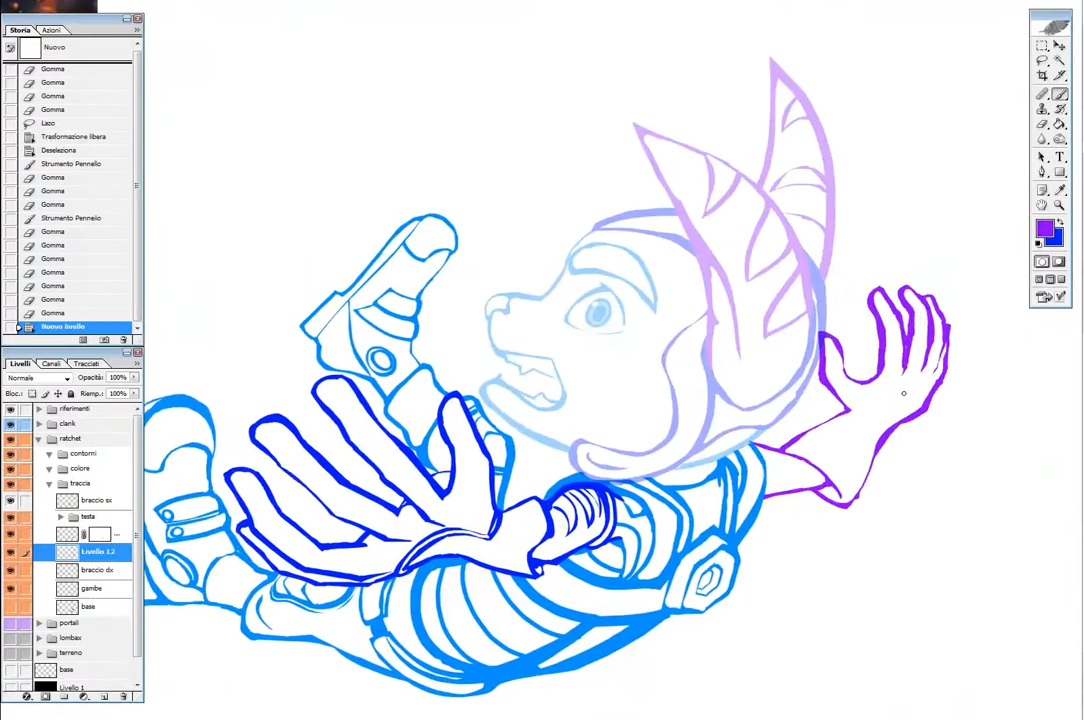 Storia Azioni
Nuovo
Gomma
Gomma
Gomma
Gomma
Lazo
Trasformazione libera
Deseleziona
Strumento Pennello
Gomma
Gomma
Gomma
Strumento Pennello
Gomma
Gomma
Gomma
Gomma
Gomma
Gomma
Gomma
Nuovo livello
Livelli Canali Tracciati
Normale Opacità: 100%
Bloc.: Riemp.: 100%
riferimenti
clank
ratchet
contorni
colore
traccia
braccio sx
testa
...
Livello 12
braccio dx
gambe
base
portali
lombax
terreno
base
Livello 1
T